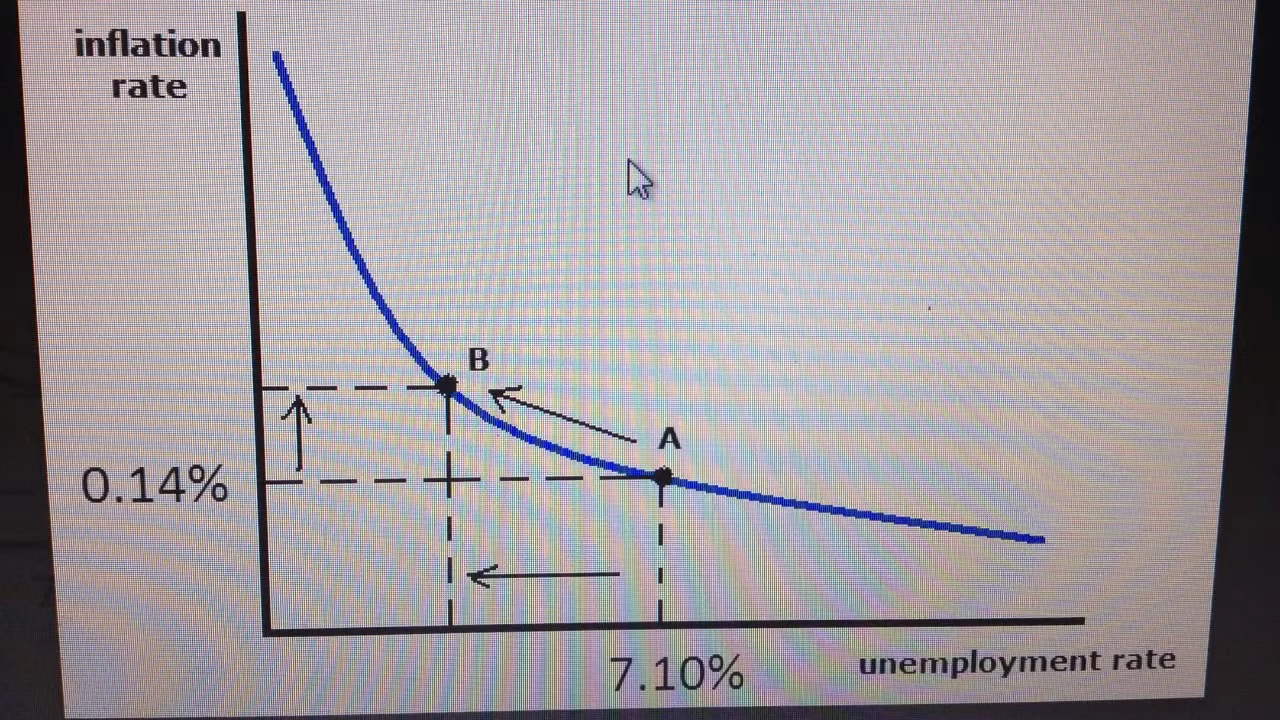 inflation
rate
B
A
0.14%
7.10%
unemployment rate